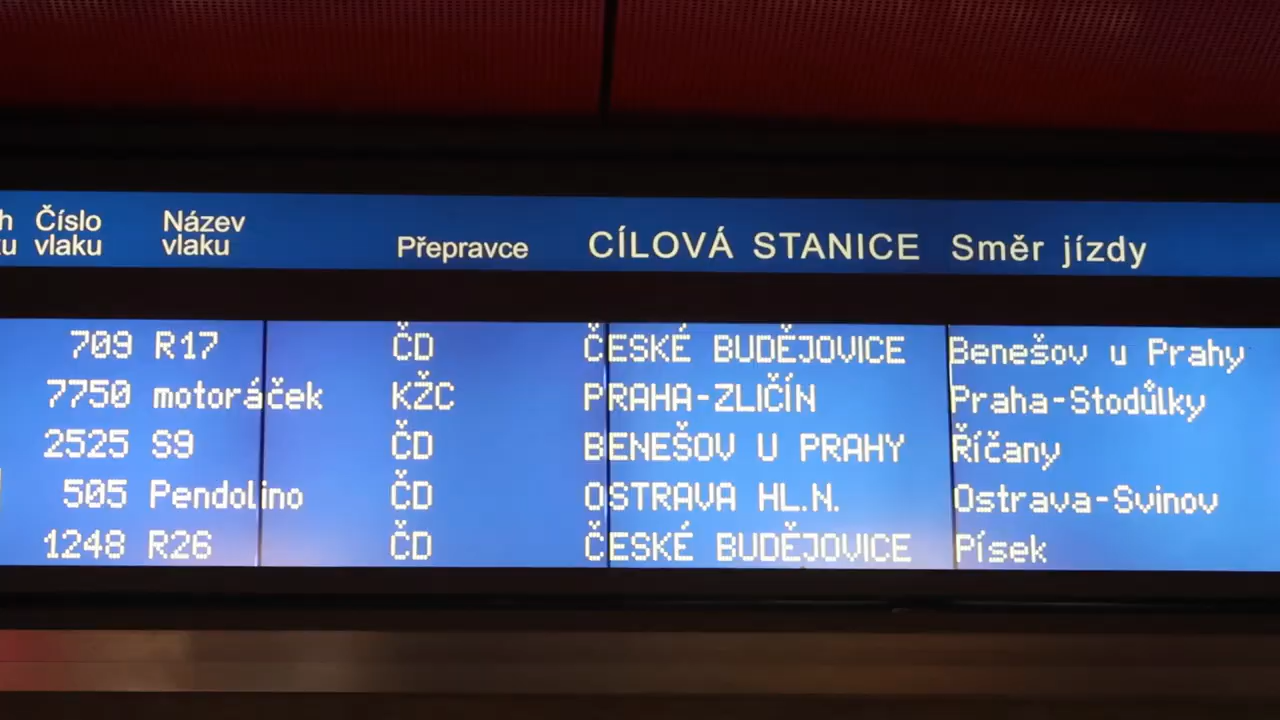 h Číslo Název
u vlaku vlaku Přepravce CÍLOVÁ STANICE Směr jízdy
709 R17 ČD ČESKÉ BUDĚJOVICE Benešov u Prahy
7750 motoráček KŽC PRAHA-ZLIČÍN Praha-Stodůlky
2525 S9 ČD BENEŠOV U PRAHY Říčany
505 Pendolino ČD OSTRAVA HL.N. Ostrava-Svinov
1248 R26 ČD ČESKÉ BUDĚJOVICE Písek